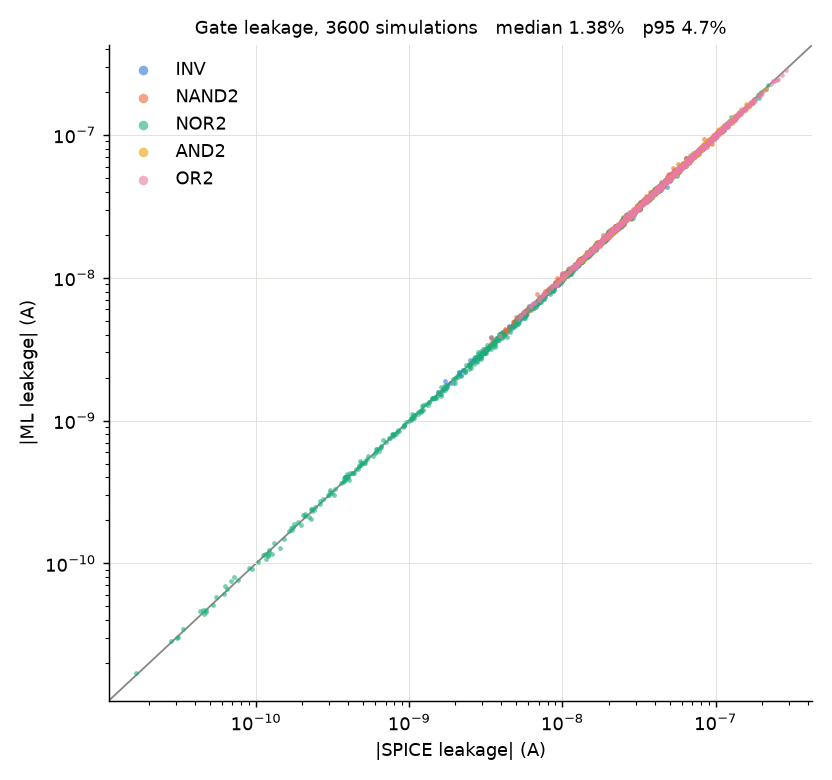 Gate leakage, 3600 simulations median 1.38% p95 4.7%
INV
NAND2
NOR2
AND2
OR2
10⁻⁷
10⁻⁸
10⁻⁹
10⁻¹⁰
|ML leakage| (A)
10⁻¹⁰ 10⁻⁹ 10⁻⁸ 10⁻⁷
|SPICE leakage| (A)